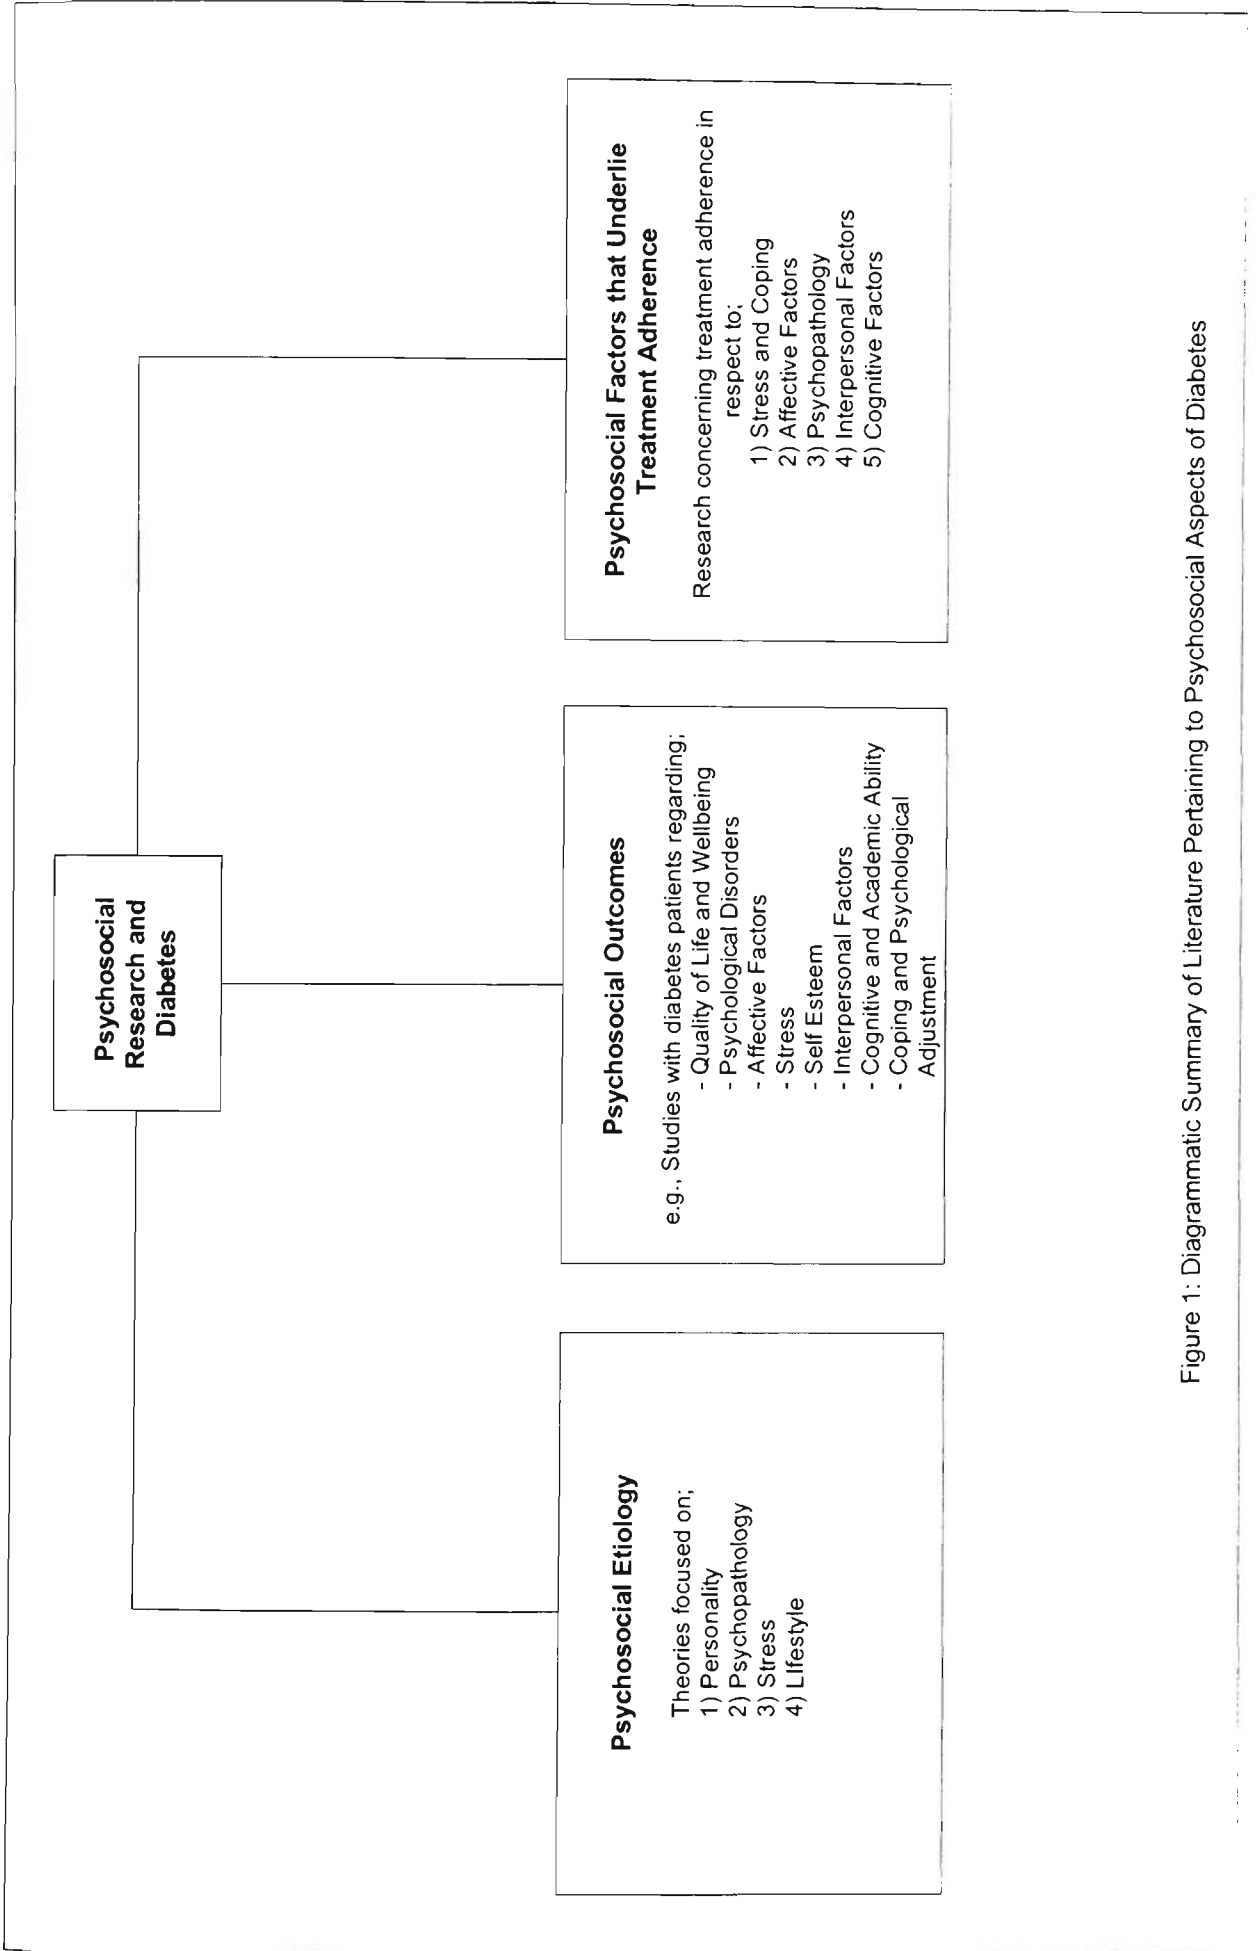 Psychosocial
Research and
Diabetes
Psychosocial Etiology
Theories focused on;
1) Personality
2) Psychopathology
3) Stress
4) LIfestyle
Psychosocial Outcomes
e.g., Studies with diabetes patients regarding;
- Quality of Life and Wellbeing
- Psychological Disorders
- Affective Factors
- Stress
- Self Esteem
- Interpersonal Factors
- Cognitive and Academic Ability
- Coping and Psychological
Adjustment
Psychosocial Factors that Underlie
Treatment Adherence
Research concerning treatment adherence in
respect to;
1) Stress and Coping
2) Affective Factors
3) Psychopathology
4) Interpersonal Factors
5) Cognitive Factors
Figure 1: Diagrammatic Summary of Literature Pertaining to Psychosocial Aspects of Diabetes